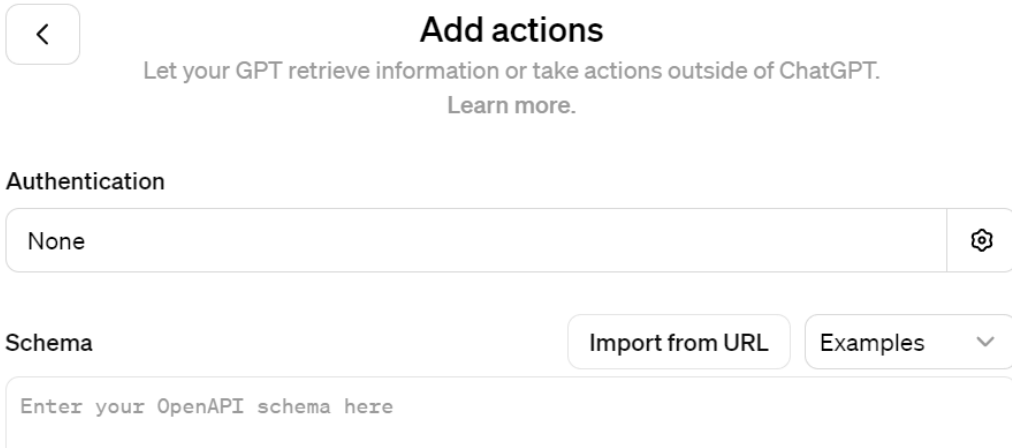 Add actions
Let your GPT retrieve information or take actions outside of ChatGPT.
Learn more.
Authentication
None
Schema
Import from URL
Examples
Enter your OpenAPI schema here